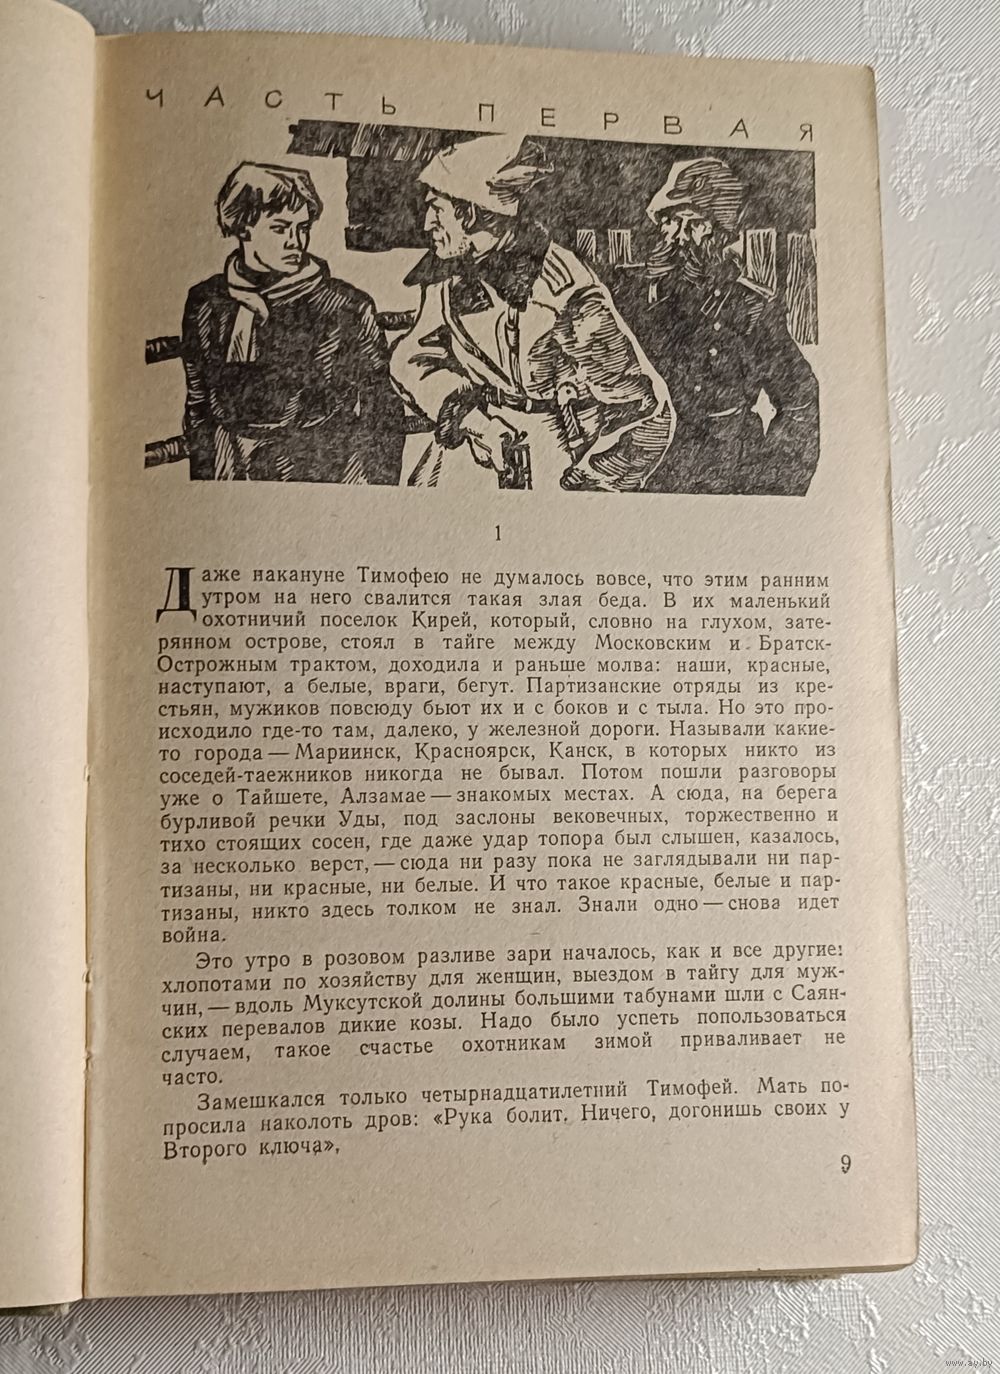 ЧАСТЬ ПЕРВАЯ
1
Даже накануне Тимофею не думалось вовсе, что этим ранним
утром на него свалится такая злая беда. В их маленький
охотничий поселок Кирей, который, словно на глухом, зате-
рянном острове, стоял в тайге между Московским и Братск-
Острожным трактом, доходила и раньше молва: наши, красные,
наступают, а белые, враги, бегут. Партизанские отряды из кре-
стьян, мужиков повсюду бьют их и с боков и с тыла. Но это про-
исходило где-то там, далеко, у железной дороги. Называли какие-
то города — Мариинск, Красноярск, Канск, в которых никто из
соседей-таежников никогда не бывал. Потом пошли разговоры
уже о Тайшете, Алзамае — знакомых местах. А сюда, на берега
бурливой речки Уды, под заслоны вековечных, торжественно и
тихо стоящих сосен, где даже удар топора был слышен, казалось,
за несколько верст, — сюда ни разу пока не заглядывали ни пар-
тизаны, ни красные, ни белые. И что такое красные, белые и пар-
тизаны, никто здесь толком не знал. Знали одно — снова идет
война.
Это утро в розовом разливе зари началось, как и все другие:
хлопотами по хозяйству для женщин, выездом в тайгу для муж-
чин, — вдоль Муксутской долины большими табунами шли с Саян-
ских перевалов дикие козы. Надо было успеть попользоваться
случаем, такое счастье охотникам зимой приваливает не
часто.
Замешкался только четырнадцатилетний Тимофей. Мать по-
просила наколоть дров: «Рука болит. Ничего, догонишь своих у
Второго ключа»,
9
www.ay.by